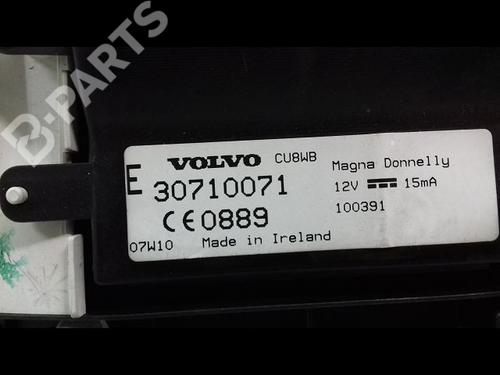 B-PARTS
VOLVO CU8WB Magna Donnelly
E 30710071 12V 15mA
CE0889 100391
07W10 Made in Ireland